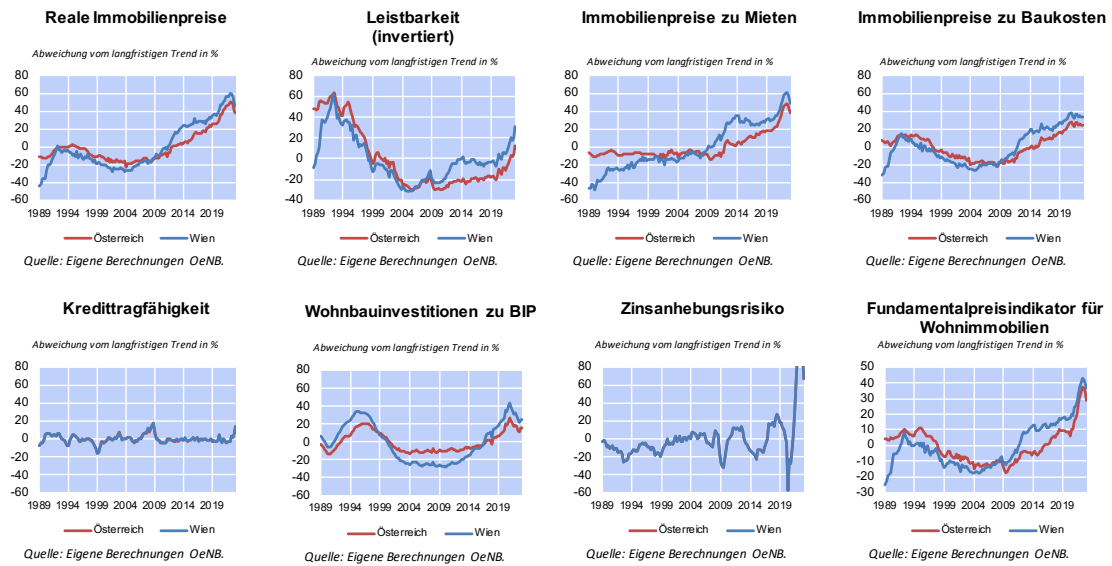 Reale Immobilienpreise
Abweichung vom langfristigen Trend in %
80
60
40
20
0
-20
-40
-60
1989 1994 1999 2004 2009 2014 2019
Österreich Wien
Quelle: Eigene Berechnungen OeNB.
Leistbarkeit
(invertiert)
Abweichung vom langfristigen Trend in %
80
60
40
20
0
-20
-40
1989 1994 1999 2004 2009 2014 2019
Österreich Wien
Quelle: Eigene Berechnungen OeNB.
Immobilienpreise zu Mieten
Abweichung vom langfristigen Trend in %
80
60
40
20
0
-20
-40
-60
1989 1994 1999 2004 2009 2014 2019
Österreich Wien
Quelle: Eigene Berechnungen OeNB.
Immobilienpreise zu Baukosten
Abweichung vom langfristigen Trend in %
80
60
40
20
0
-20
-40
-60
1989 1994 1999 2004 2009 2014 2019
Österreich Wien
Quelle: Eigene Berechnungen OeNB.
Kredittragfähigkeit
Abweichung vom langfristigen Trend in %
80
60
40
20
0
-20
-40
-60
1989 1994 1999 2004 2009 2014 2019
Österreich Wien
Quelle: Eigene Berechnungen OeNB.
Wohnbauinvestitionen zu BIP
Abweichung vom langfristigen Trend in %
80
60
40
20
0
-20
-40
-60
1989 1994 1999 2004 2009 2014 2019
Österreich Wien
Quelle: Eigene Berechnungen OeNB.
Zinsanhebungsrisiko
Abweichung vom langfristigen Trend in %
80
60
40
20
0
-20
-40
-60
1989 1994 1999 2004 2009 2014 2019
Österreich Wien
Quelle: Eigene Berechnungen OeNB.
Fundamentalpreisindikator für
Wohnimmobilien
Abweichung vom langfristigen Trend in %
50
40
30
20
10
0
-10
-20
-30
1989 1994 1999 2004 2009 2014 2019
Österreich Wien
Quelle: Eigene Berechnungen OeNB.